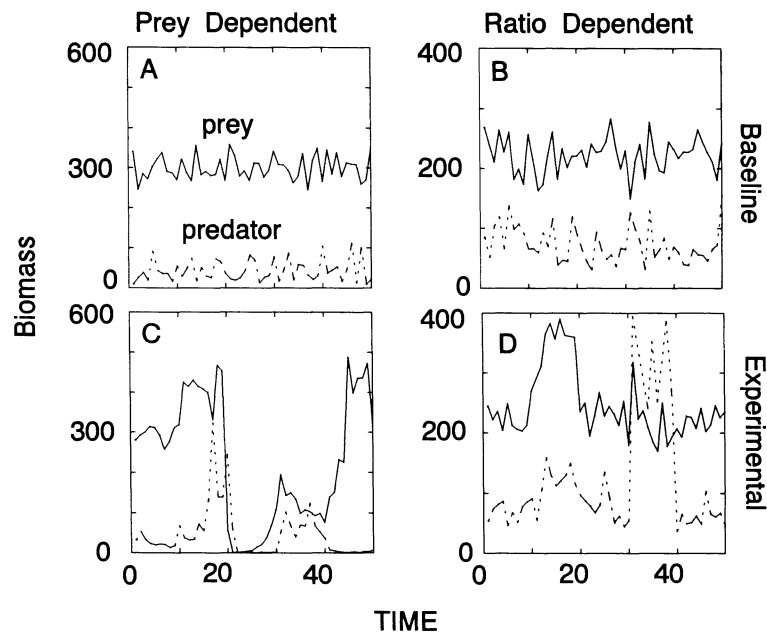 Prey Dependent
Ratio Dependent
600
300
0
A
prey
predator
400
200
0
B
Baseline
Biomass
600
300
0
C
0
20
40
400
200
0
D
0
20
40
Experimental
TIME